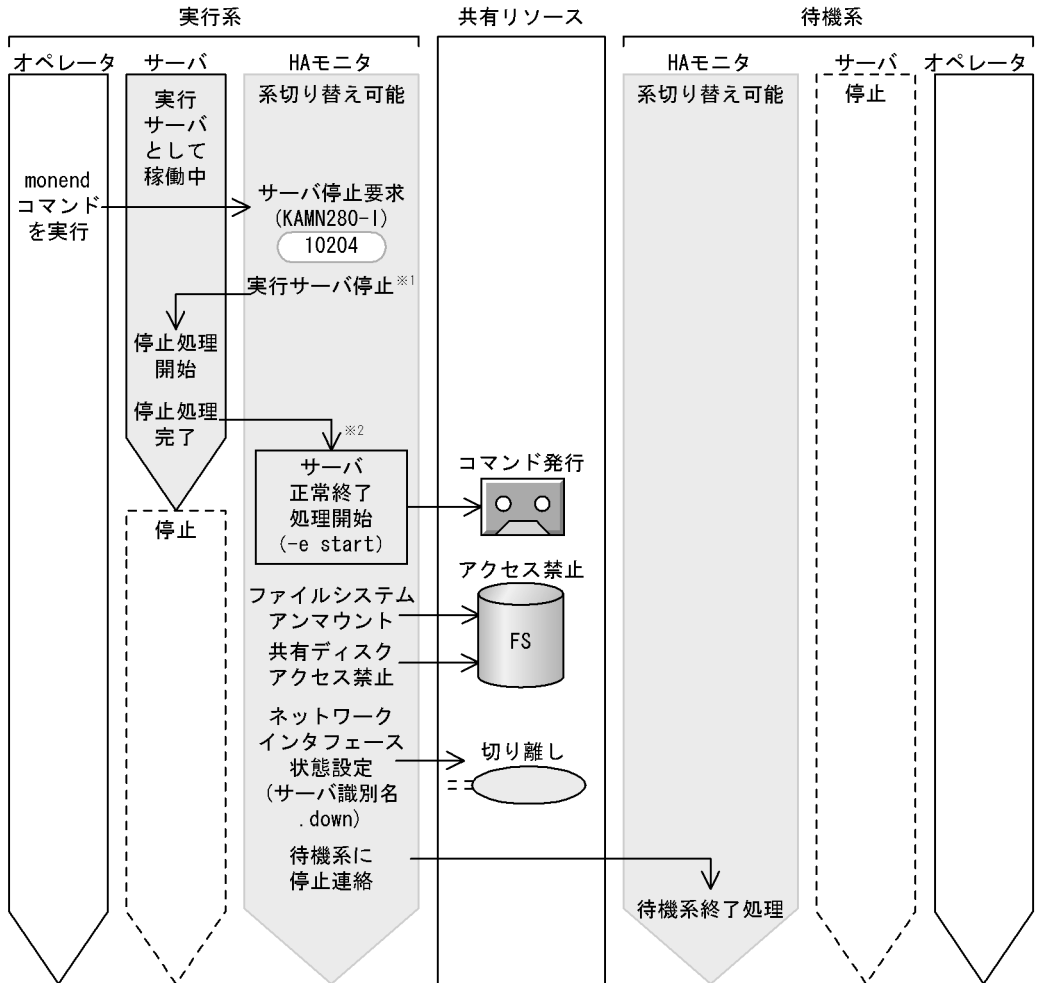 実行系
共有リソース
待機系
オペレータ
サーバ
HAモニタ
HAモニタ
サーバ
オペレータ
実行
サーバ
として
稼働中
系切り替え可能
系切り替え可能
停止
monend
コマンド
を実行
サーバ停止要求
(KAMN280-I)
10204
実行サーバ停止※1
停止処理
開始
停止処理
完了
※2
停止
サーバ
正常終了
処理開始
(-e start)
コマンド発行
アクセス禁止
ファイルシステム
アンマウント
FS
共有ディスク
アクセス禁止
ネットワーク
インタフェース
状態設定
(サーバ識別名
.down)
切り離し
待機系に
停止連絡
待機系終了処理